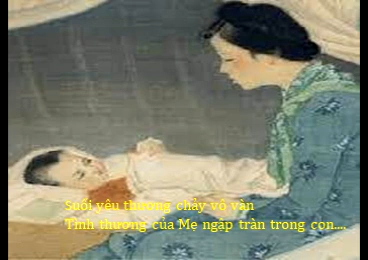 Suối yêu thương chảy vô vàn
Tình thương của Mẹ ngập tràn trong con....